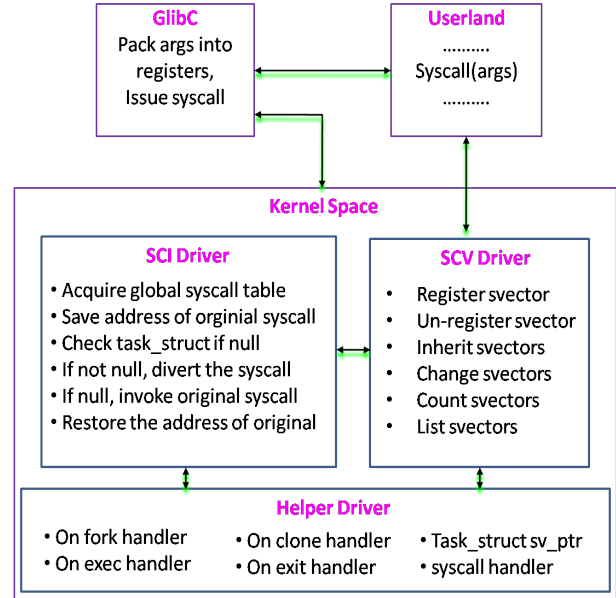 GlibC
Pack args into
registers,
Issue syscall
Userland
..........
Syscall(args)
..........
Kernel Space
SCI Driver
• Acquire global syscall table
• Save address of orginial syscall
• Check task_struct if null
• If not null, divert the syscall
• If null, invoke original syscall
• Restore the address of original
SCV Driver
• Register svector
• Un-register svector
• Inherit svectors
• Change svectors
• Count svectors
• List svectors
Helper Driver
• On fork handler
• On exec handler
• On clone handler
• On exit handler
• Task_struct sv_ptr
• syscall handler